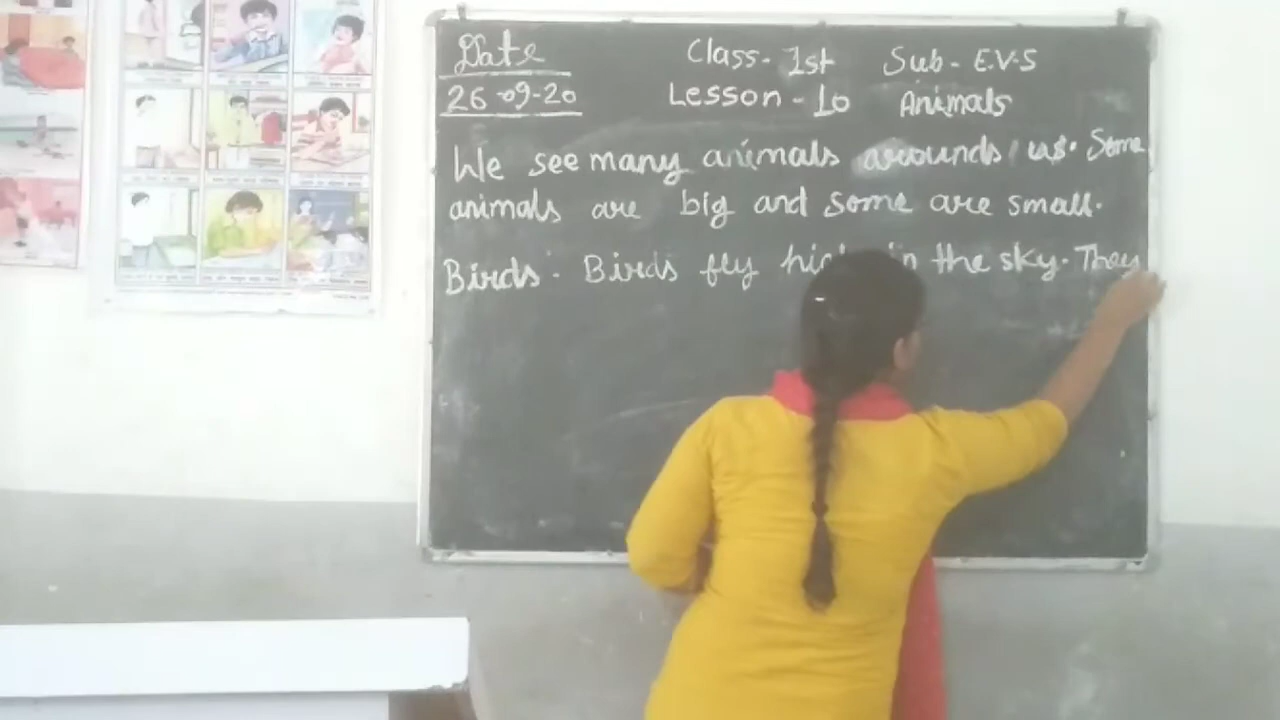 Date Class- 1st Sub- E.V.S
26-09-20 Lesson-10 Animals
We see many animals arounds us. Some
animals are big and some are small.
Birds:- Birds fly in the sky. They